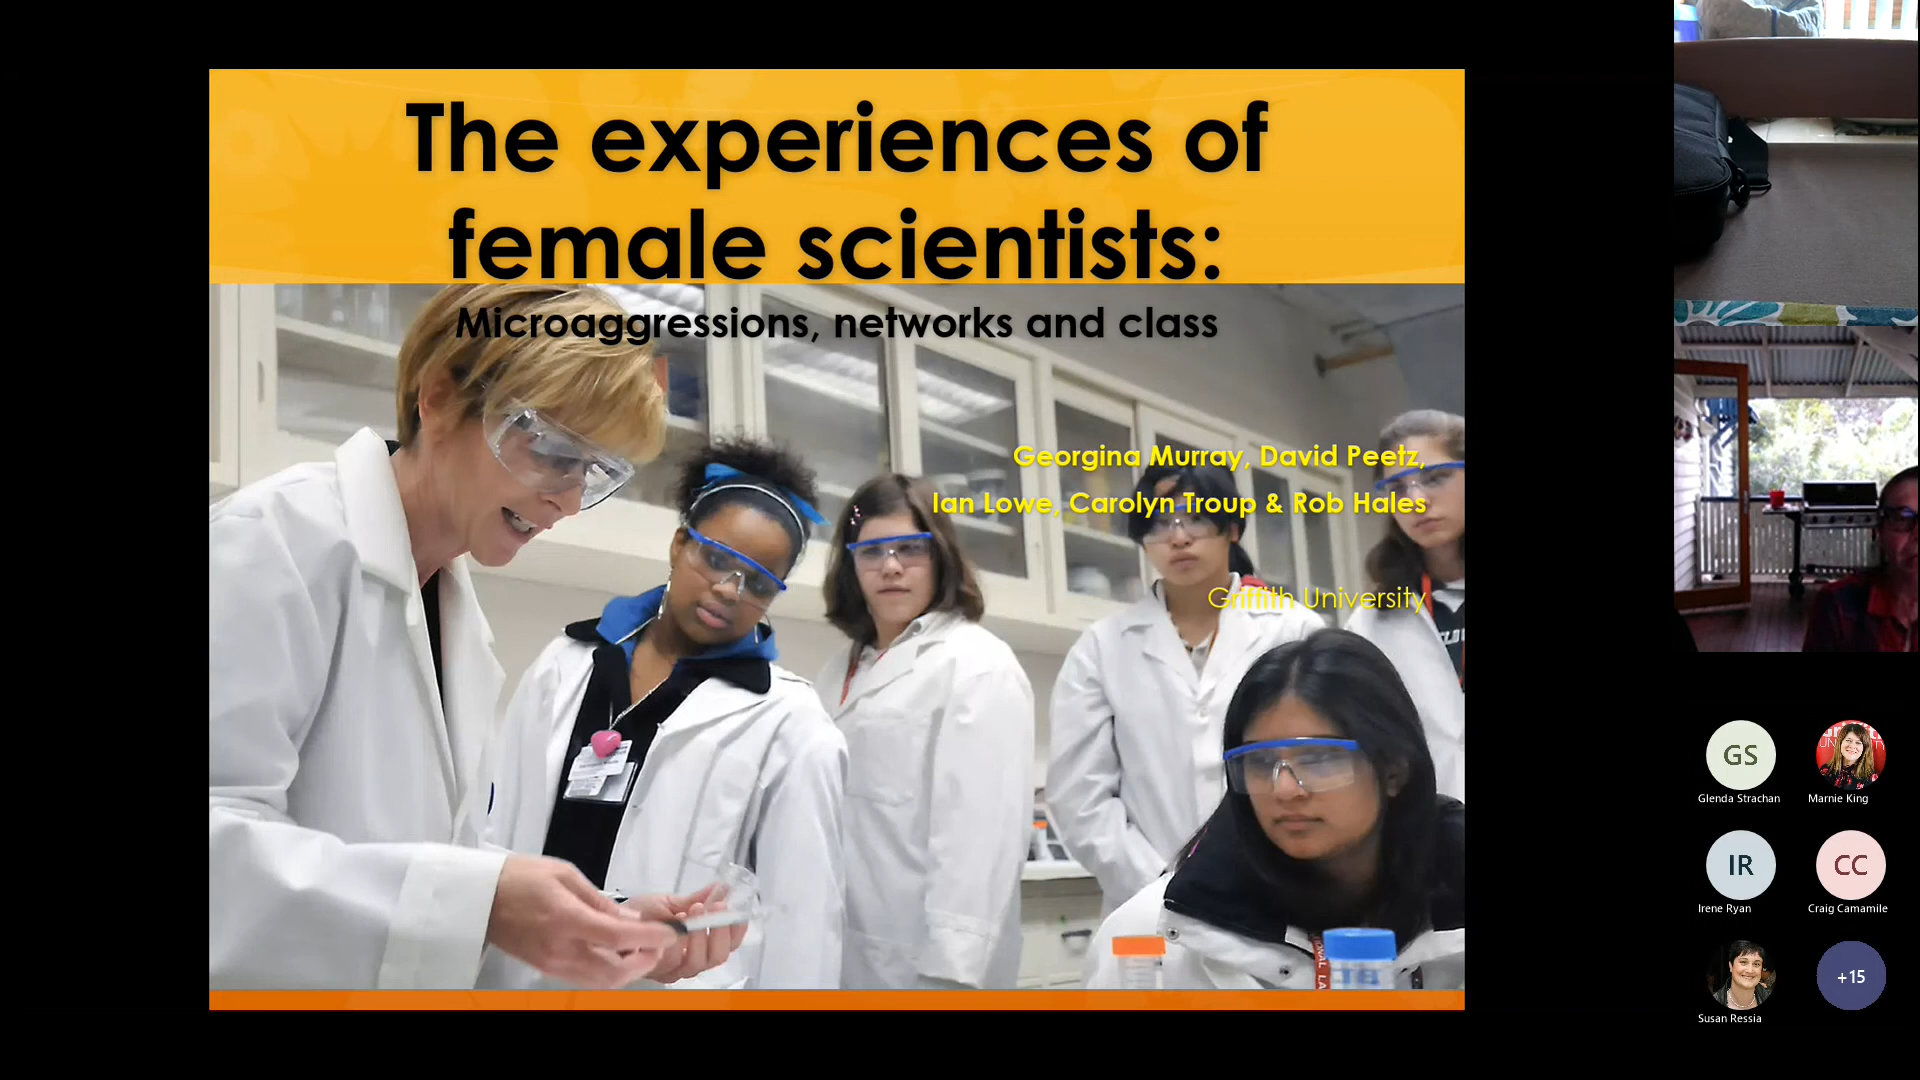 The experiences of
female scientists:
Microaggressions, networks and class
Georgina Murray, David Peetz,
Ian Lowe, Carolyn Troup & Rob Hales
Griffith University
GS
Glenda Strachan
Marnie King
IR
Irene Ryan
CC
Craig Camamile
Susan Ressia
+15